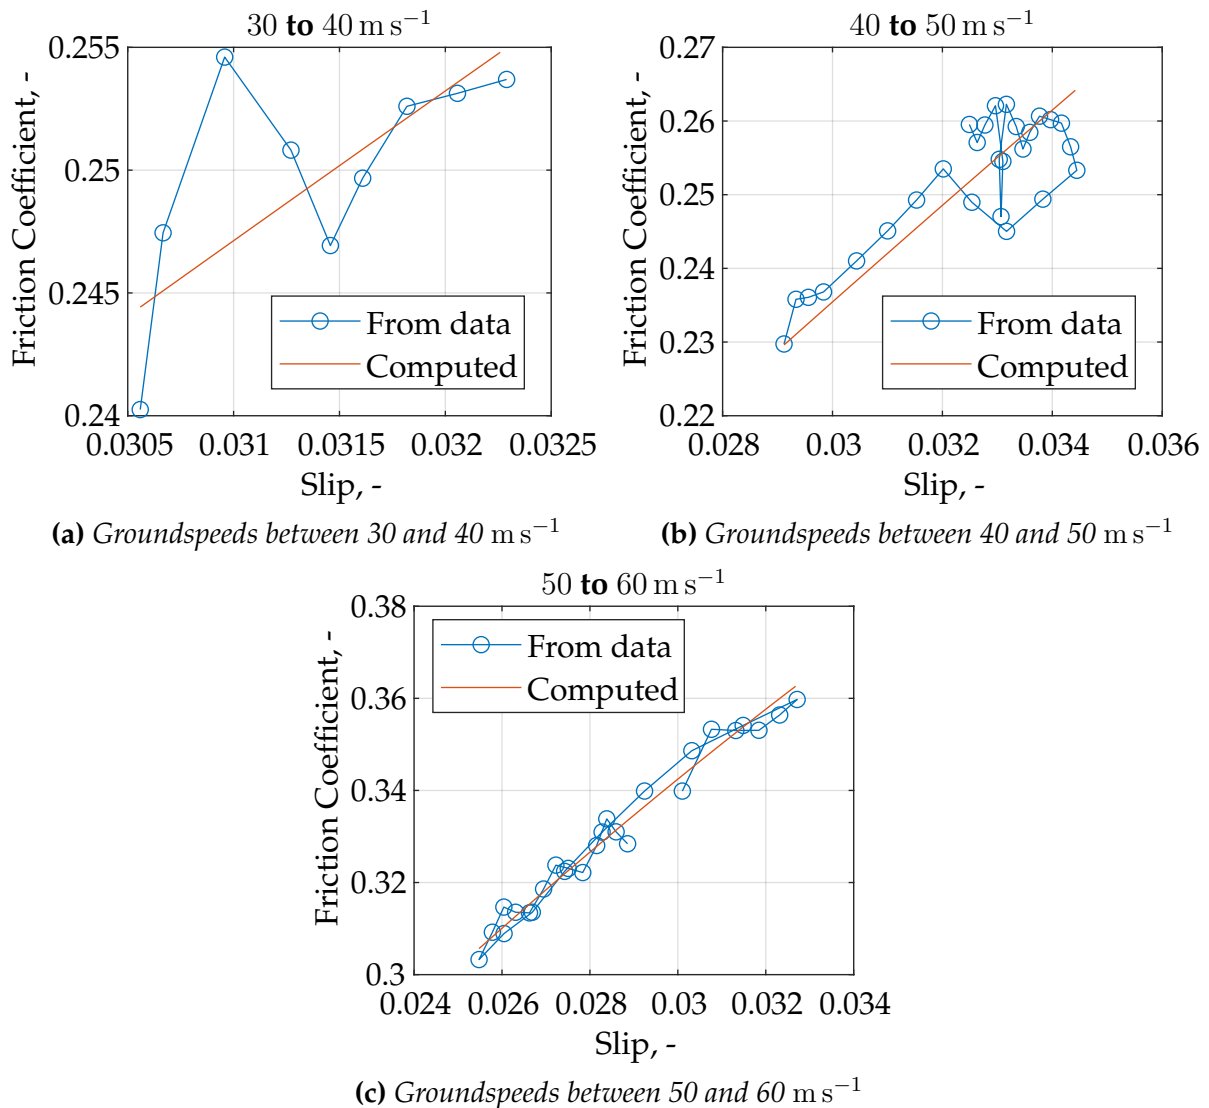 30 to 40 m s⁻¹
0.255
0.25
0.245
0.24
Friction Coefficient, -
From data
Computed
0.0305 0.031 0.0315 0.032 0.0325
Slip, -
(a) Groundspeeds between 30 and 40 m s⁻¹
40 to 50 m s⁻¹
0.27
0.26
0.25
0.24
0.23
0.22
Friction Coefficient, -
From data
Computed
0.028 0.03 0.032 0.034 0.036
Slip, -
(b) Groundspeeds between 40 and 50 m s⁻¹
50 to 60 m s⁻¹
0.38
0.36
0.34
0.32
0.3
Friction Coefficient, -
From data
Computed
0.024 0.026 0.028 0.03 0.032 0.034
Slip, -
(c) Groundspeeds between 50 and 60 m s⁻¹